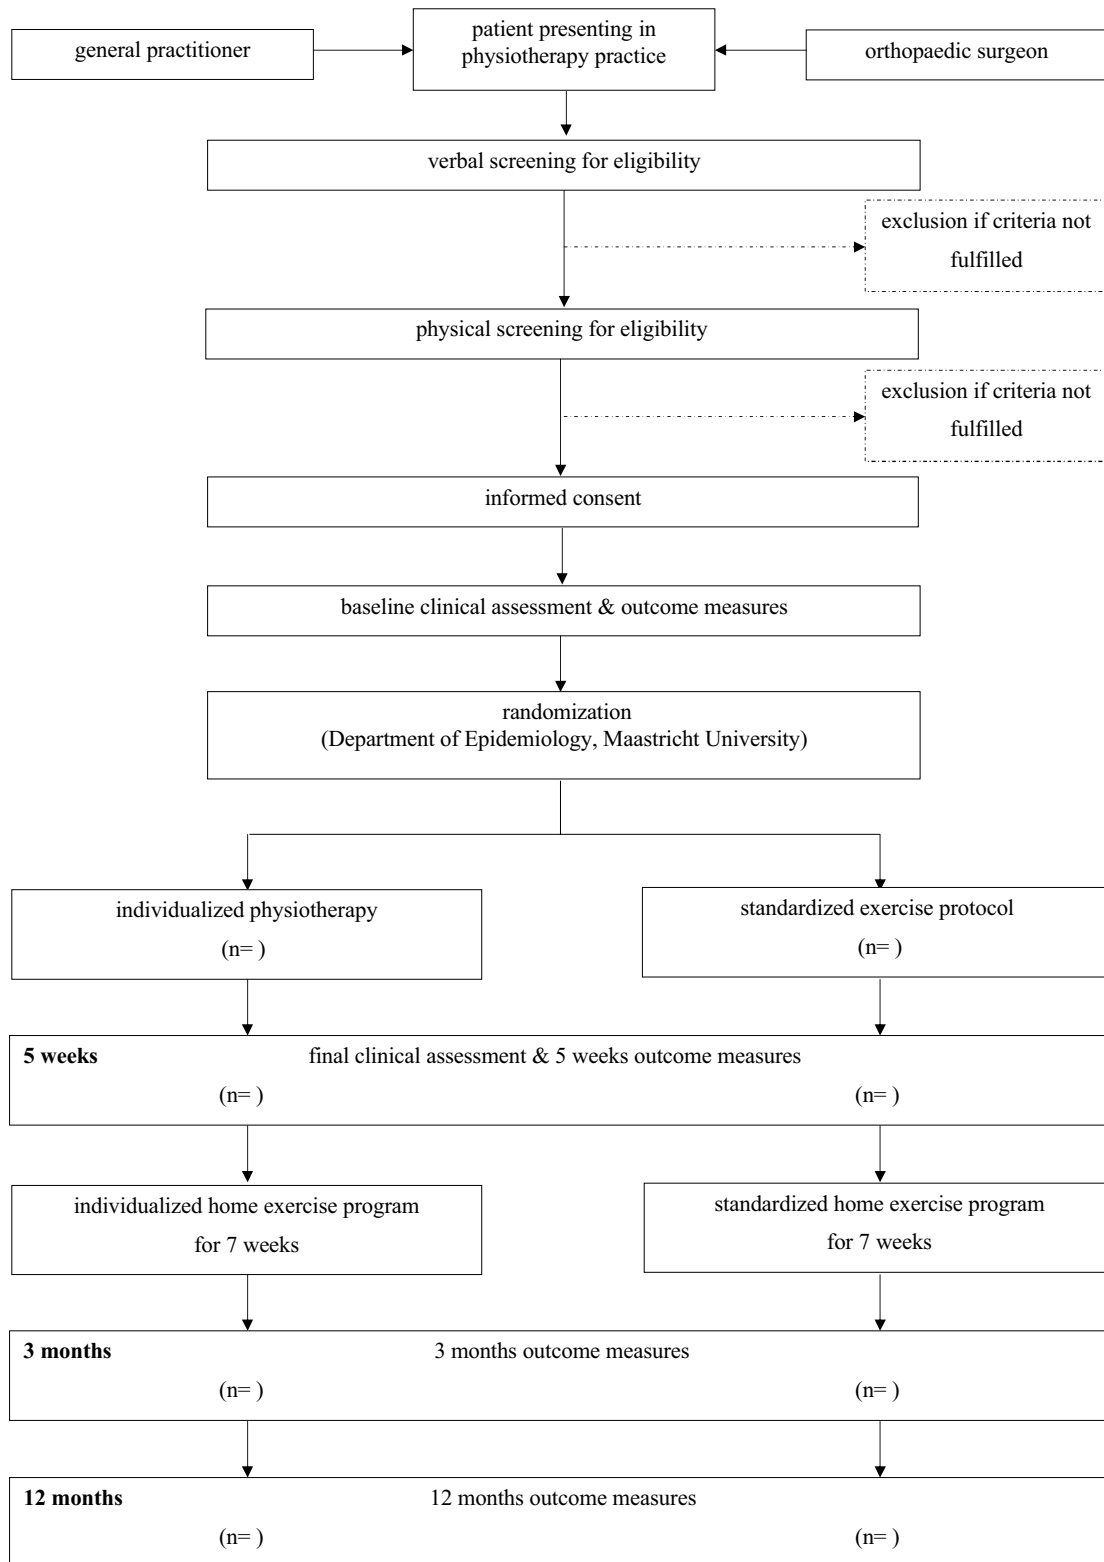 general practitioner
patient presenting in
physiotherapy practice
orthopaedic surgeon
verbal screening for eligibility
exclusion if criteria not
fulfilled
physical screening for eligibility
exclusion if criteria not
fulfilled
informed consent
baseline clinical assessment & outcome measures
randomization
(Department of Epidemiology, Maastricht University)
individualized physiotherapy
(n= )
standardized exercise protocol
(n= )
5 weeks final clinical assessment & 5 weeks outcome measures
(n= ) (n= )
individualized home exercise program
for 7 weeks
standardized home exercise program
for 7 weeks
3 months 3 months outcome measures
(n= ) (n= )
12 months 12 months outcome measures
(n= ) (n= )